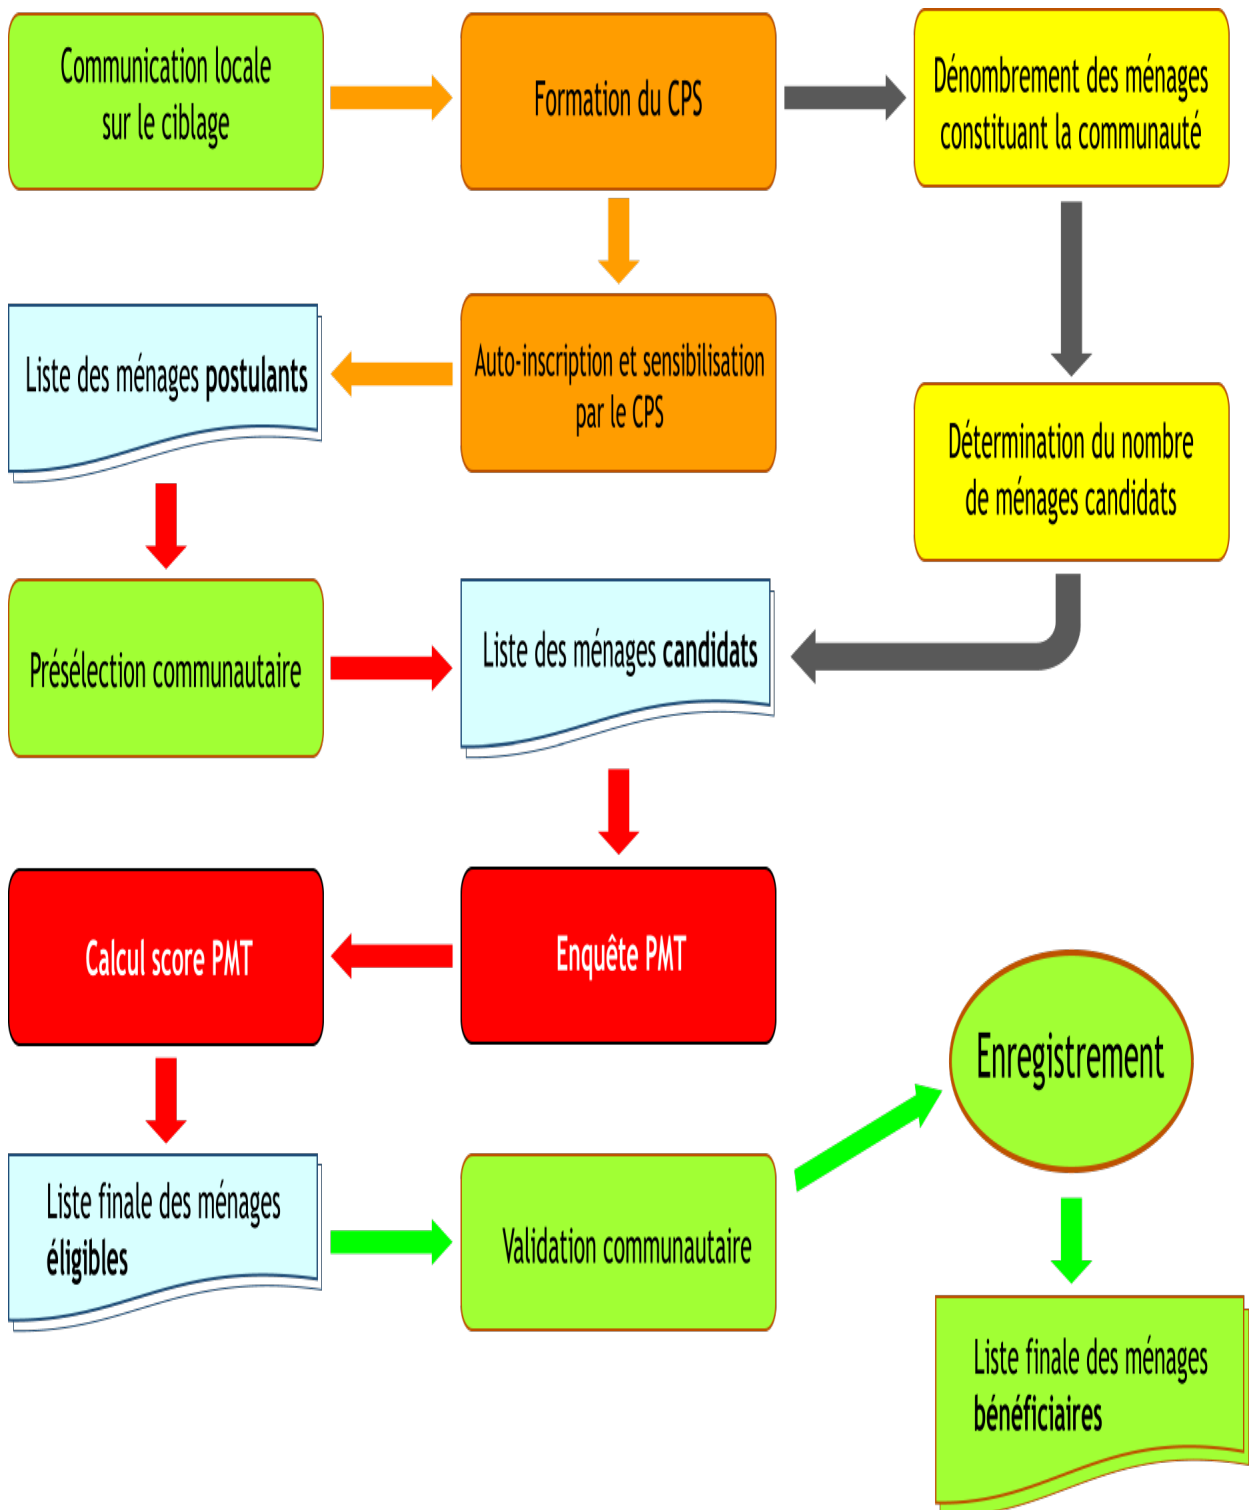 Communication locale
sur le ciblage
Formation du CPS
Dénombrement des ménages
constituant la communauté
Liste des ménages postulants
Auto-inscription et sensibilisation
par le CPS
Détermination du nombre
de ménages candidats
Présélection communautaire
Liste des ménages candidats
Calcul score PMT
Enquête PMT
Enregistrement
Liste finale des ménages
éligibles
Validation communautaire
Liste finale des ménages
bénéficiaires